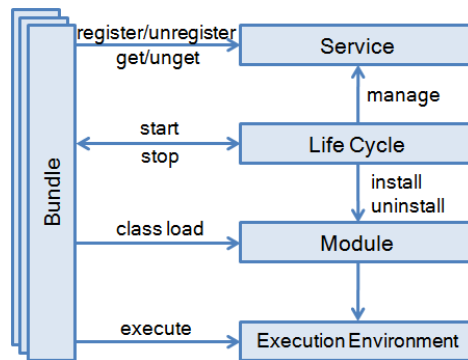 register/unregister
get/unget
Service
manage
start
stop
Life Cycle
install
uninstall
Bundle
class load
Module
execute
Execution Environment